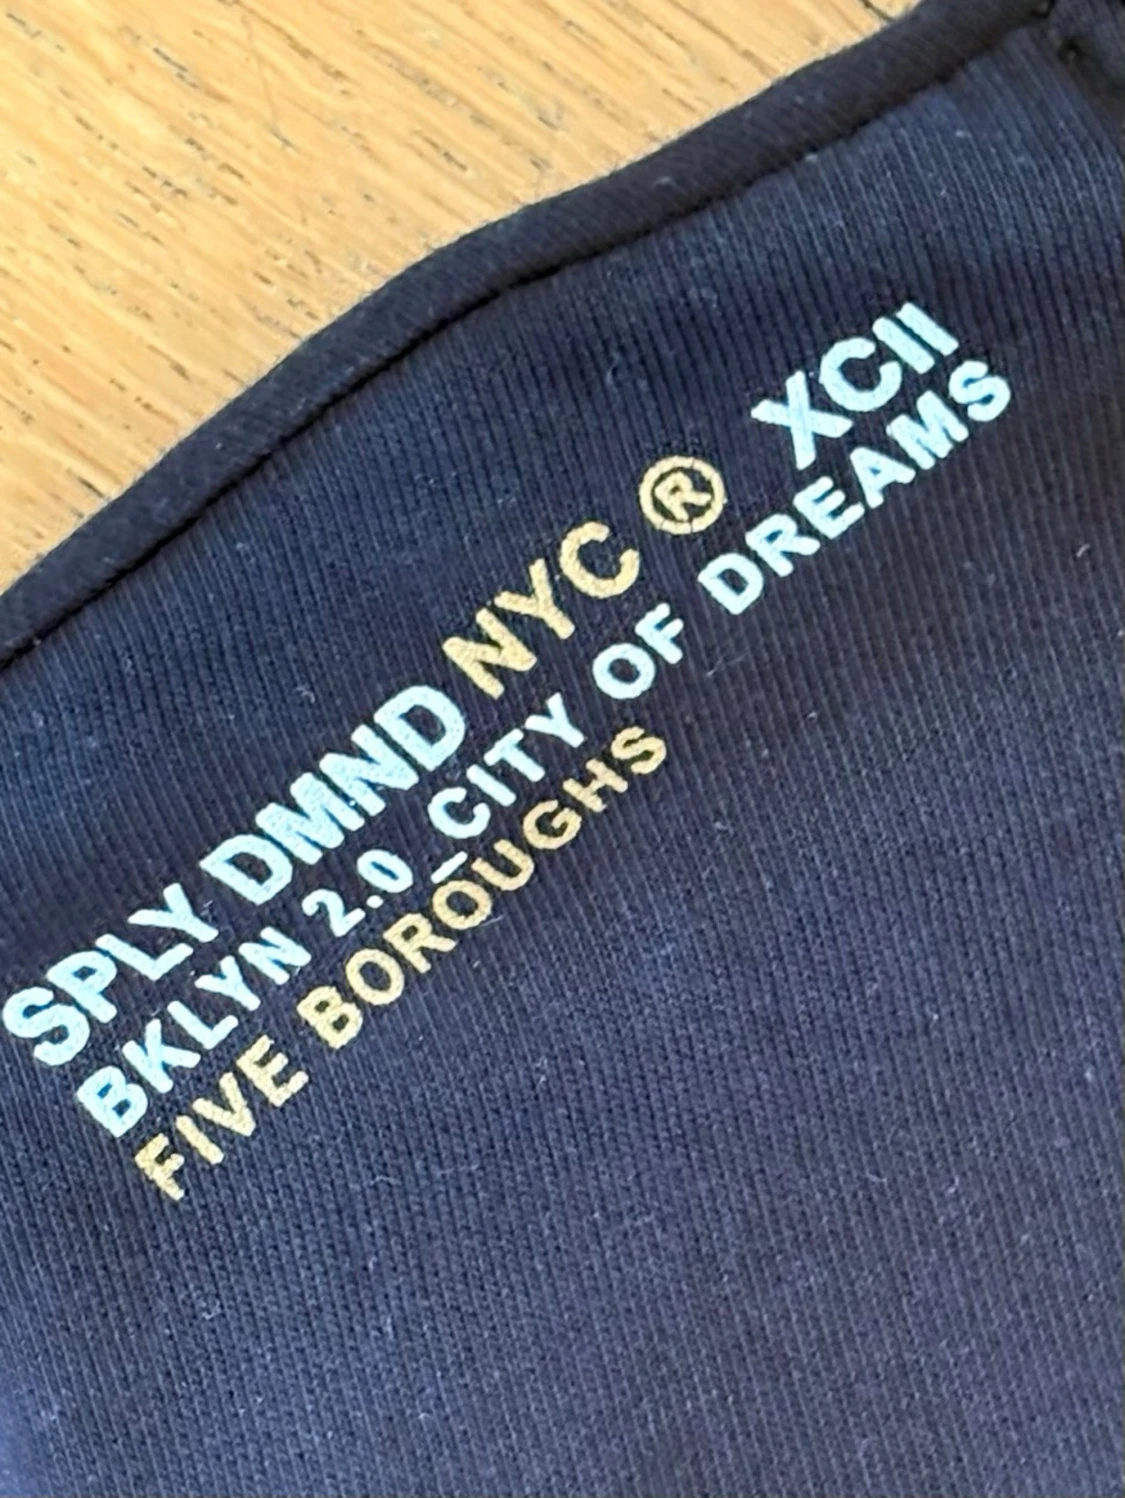 SPLY DMND NYC ® XCII
BKLYN 2.0_CITY OF DREAMS
FIVE BOROUGHS